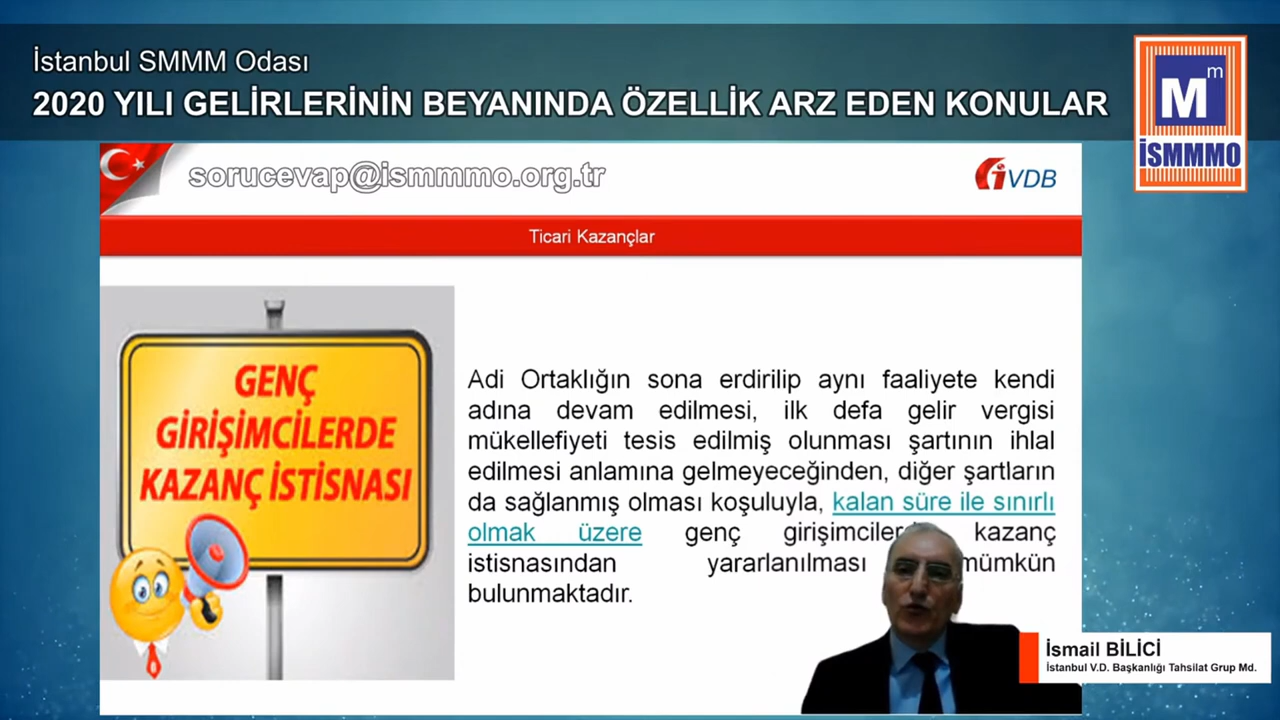 İstanbul SMMM Odası
2020 YILI GELİRLERİNİN BEYANINDA ÖZELLİK ARZ EDEN KONULAR
Mm
İSMMMO
sorucevap@ismmmo.org.tr
İVDB
Ticari Kazançlar
GENÇ
GİRİŞİMCİLERDE
KAZANÇ İSTİSNASI
Adi Ortaklığın sona erdirilip aynı faaliyete kendi
adına devam edilmesi, ilk defa gelir vergisi
mükellefiyeti tesis edilmiş olunması şartının ihlal
edilmesi anlamına gelmeyeceğinden, diğer şartların
da sağlanmış olması koşuluyla, kalan süre ile sınırlı
olmak üzere genç kazanç
istisnasından yararlanılması mümkün
bulunmaktadır.
İsmail BİLİCİ
İstanbul V.D. Başkanlığı Tahsilat Grup Md.